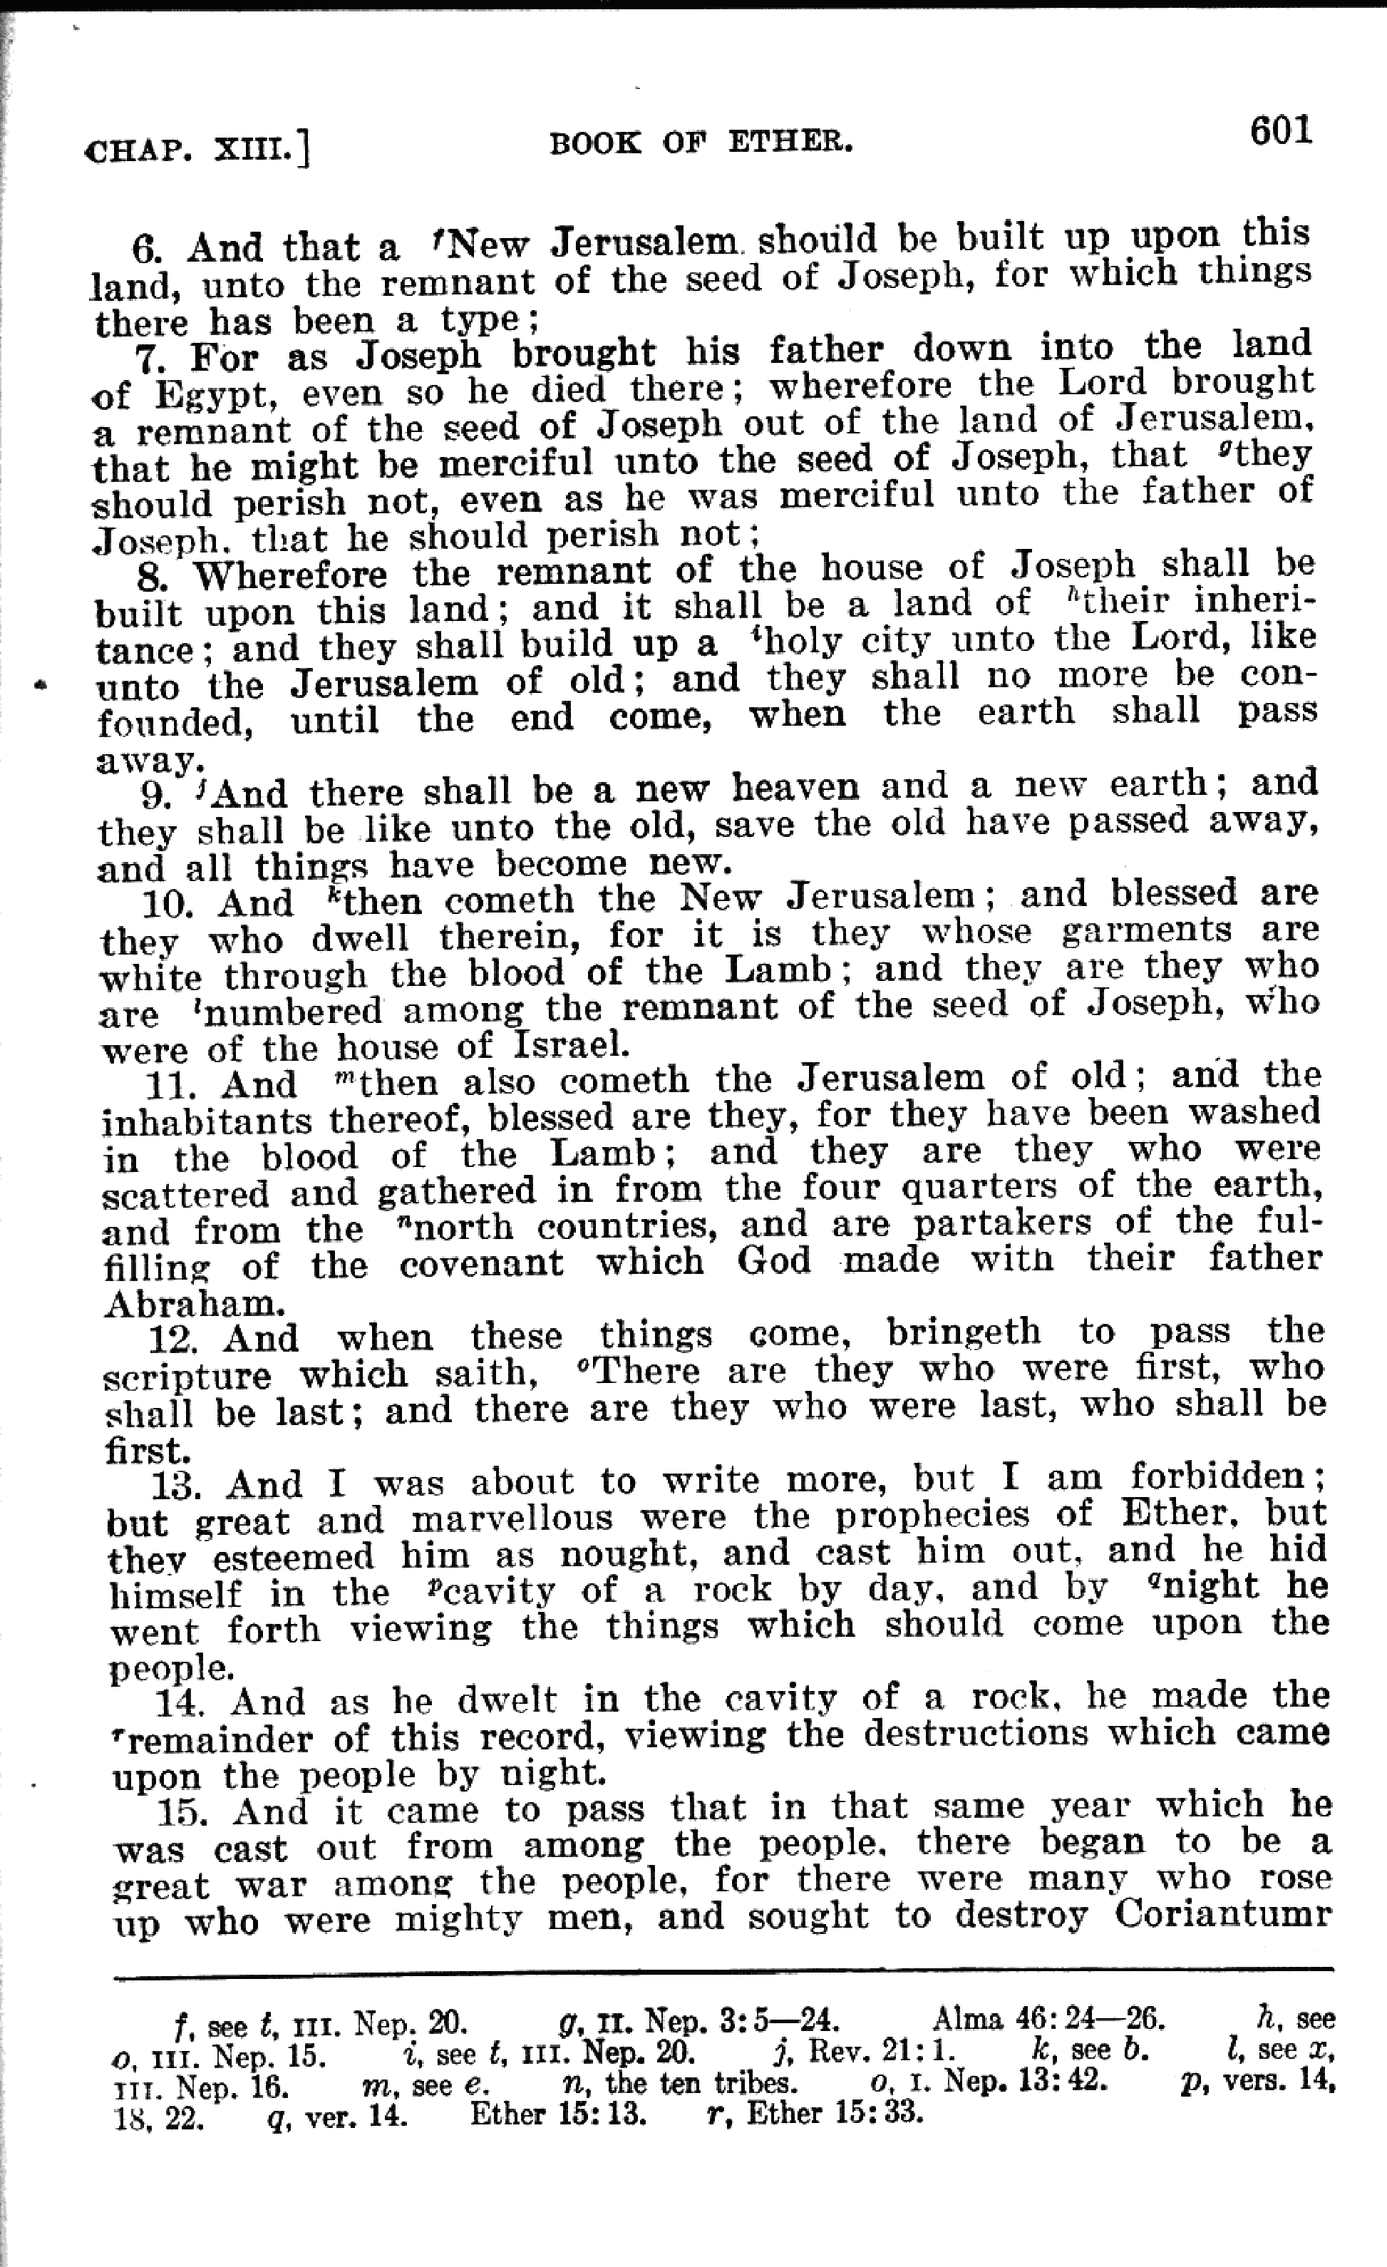 CHAP. XIII.] BOOK OF ETHER. 601
6. And that a fNew Jerusalem should be built up upon this
land, unto the remnant of the seed of Joseph, for which things
there has been a type;
7. For as Joseph brought his father down into the land
of Egypt, even so he died there; wherefore the Lord brought
a remnant of the seed of Joseph out of the land of Jerusalem,
that he might be merciful unto the seed of Joseph, that gthey
should perish not, even as he was merciful unto the father of
Joseph, that he should perish not;
8. Wherefore the remnant of the house of Joseph shall be
built upon this land; and it shall be a land of htheir inheri-
tance; and they shall build up a iholy city unto the Lord, like
unto the Jerusalem of old; and they shall no more be con-
founded, until the end come, when the earth shall pass
away.
9. jAnd there shall be a new heaven and a new earth; and
they shall be like unto the old, save the old have passed away,
and all things have become new.
10. And kthen cometh the New Jerusalem; and blessed are
they who dwell therein, for it is they whose garments are
white through the blood of the Lamb; and they are they who
are lnumbered among the remnant of the seed of Joseph, who
were of the house of Israel.
11. And mthen also cometh the Jerusalem of old; and the
inhabitants thereof, blessed are they, for they have been washed
in the blood of the Lamb; and they are they who were
scattered and gathered in from the four quarters of the earth,
and from the nnorth countries, and are partakers of the ful-
filling of the covenant which God made with their father
Abraham.
12. And when these things come, bringeth to pass the
scripture which saith, oThere are they who were first, who
shall be last; and there are they who were last, who shall be
first.
13. And I was about to write more, but I am forbidden;
but great and marvellous were the prophecies of Ether, but
they esteemed him as nought, and cast him out, and he hid
himself in the pcavity of a rock by day, and by qnight he
went forth viewing the things which should come upon the
people.
14. And as he dwelt in the cavity of a rock, he made the
rremainder of this record, viewing the destructions which came
upon the people by night.
15. And it came to pass that in that same year which he
was cast out from among the people, there began to be a
great war among the people, for there were many who rose
up who were mighty men, and sought to destroy Coriantumr
f, see t, III. Nep. 20. g, II. Nep. 3:5—24. Alma 46:24—26. h, see
o, III. Nep. 15. i, see t, III. Nep. 20. j, Rev. 21:1. k, see b. l, see x,
III. Nep. 16. m, see e. n, the ten tribes. o, I. Nep. 13:42. p, vers. 14,
18, 22. q, ver. 14. Ether 15:13. r, Ether 15:33.